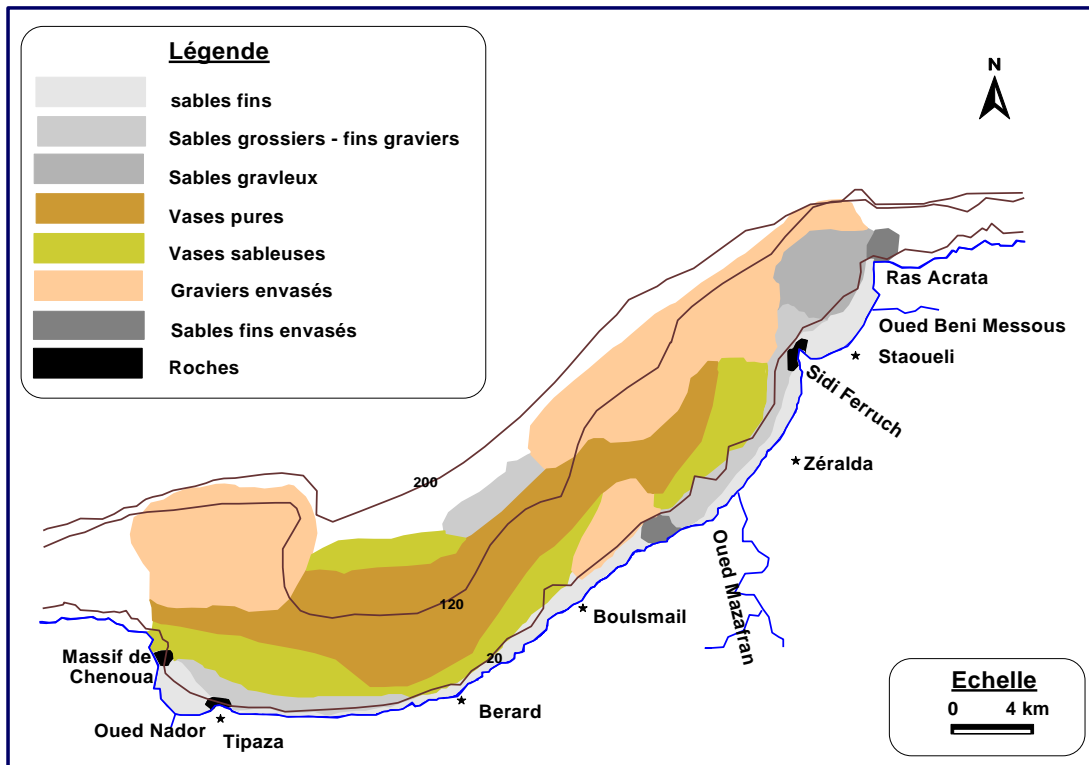 Légende
sables fins
Sables grossiers - fins graviers
Sables gravleux
Vases pures
Vases sableuses
Graviers envasés
Sables fins envasés
Roches
N
Ras Acrata
Oued Beni Messous
Staoueli
Sidi Ferruch
Zéralda
200
Oued Mazafran
120
Boulsmail
20
Massif de
Chenoua
Berard
Oued Nador
Tipaza
Echelle
0 4 km